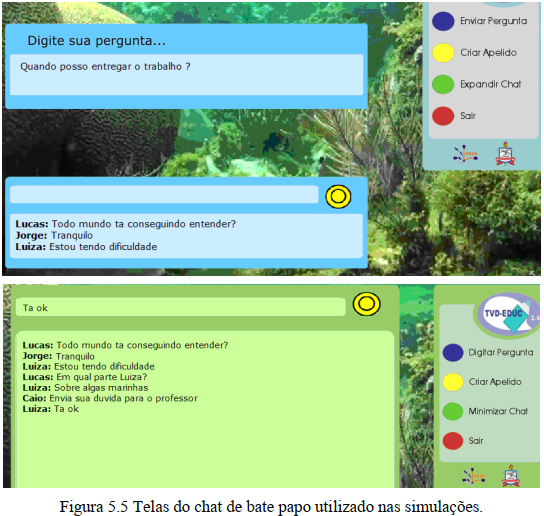 Digite sua pergunta...
Quando posso entregar o trabalho ?
Enviar Pergunta
Criar Apelido
Expandir Chat
Sair
Lucas: Todo mundo ta conseguindo entender?
Jorge: Tranquilo
Luiza: Estou tendo dificuldade
Ta ok
Lucas: Todo mundo ta conseguindo entender?
Jorge: Tranquilo
Luiza: Estou tendo dificuldade
Lucas: Em qual parte Luiza?
Luiza: Sobre algas marinhas
Caio: Envia sua duvida para o professor
Luiza: Ta ok
TVD-EDUC
2.0
Digitar Pergunta
Criar Apelido
Minimizar Chat
Sair
Figura 5.5 Telas do chat de bate papo utilizado nas simulações.